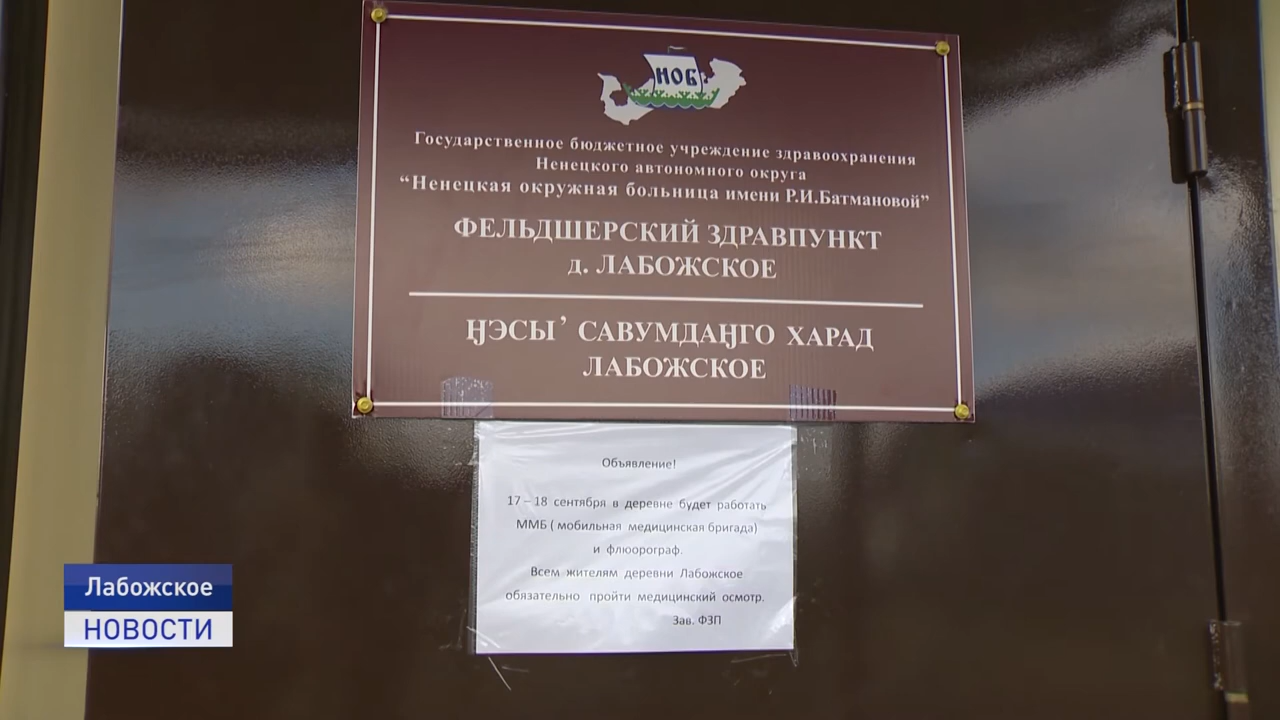 НОБ
Государственное бюджетное учреждение здравоохранения
Ненецкого автономного округа
“Ненецкая окружная больница имени Р.И.Батмановой”
ФЕЛЬДШЕРСКИЙ ЗДРАВПУНКТ
д. ЛАБОЖСКОЕ
ӇЭСЫ’ САВУМДАӇГО ХАРАД
ЛАБОЖСКОЕ
Объявление!
17 – 18 сентября в деревне будет работать
ММБ ( мобильная медицинская бригада)
и флюорограф.
Всем жителям деревни Лабожское
обязательно пройти медицинский осмотр.
Зав. ФЗП
Лабожское
НОВОСТИ